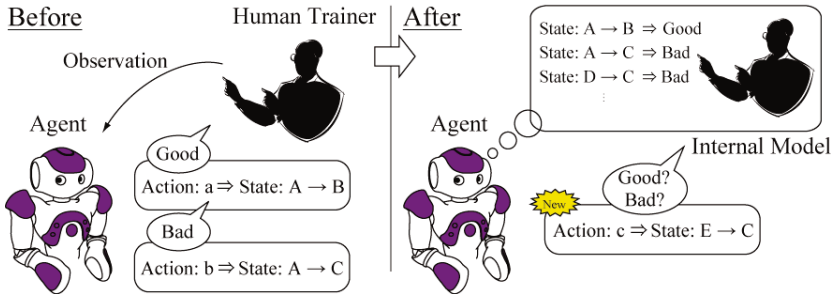 Before
Human Trainer
Observation
Agent
Good
Action: a ⇒ State: A → B
Bad
Action: b ⇒ State: A → C
After
State: A → B ⇒ Good
State: A → C ⇒ Bad
State: D → C ⇒ Bad
⋮
Agent
Internal Model
Good?
Bad?
New
Action: c ⇒ State: E → C